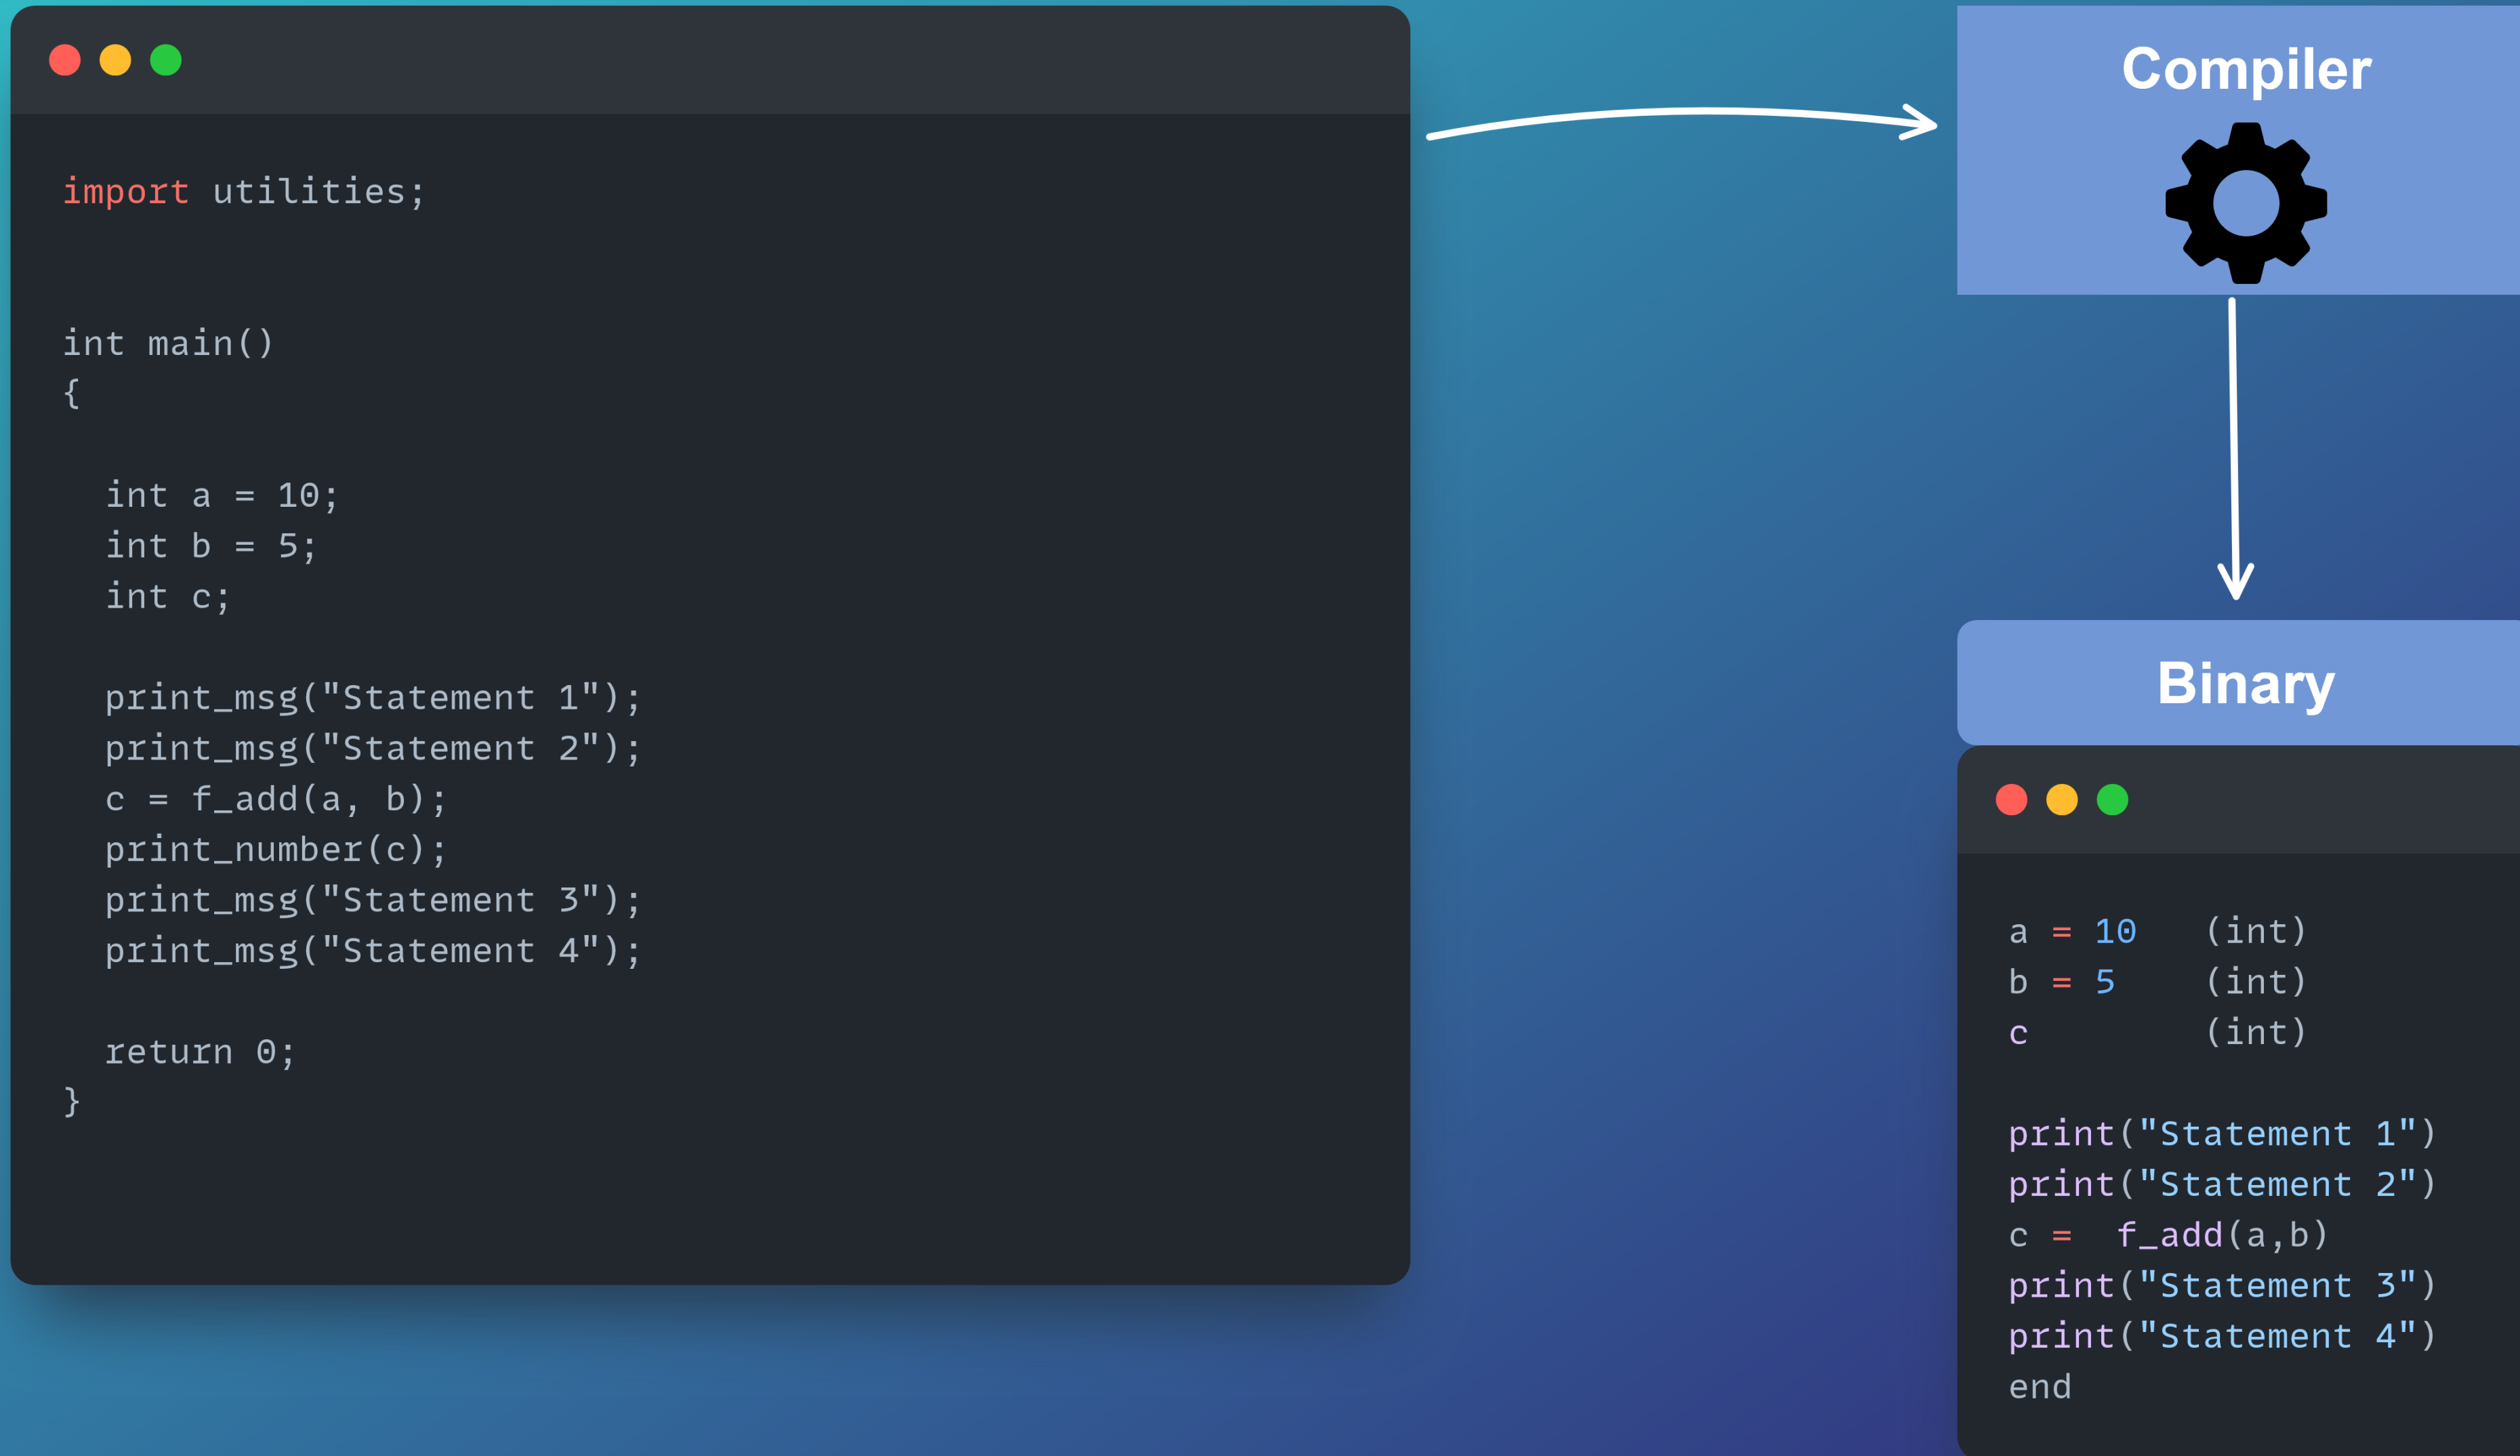 import utilities;
int main()
{
int a = 10;
int b = 5;
int c;
print_msg("Statement 1");
print_msg("Statement 2");
c = f_add(a, b);
print_number(c);
print_msg("Statement 3");
print_msg("Statement 4");
return 0;
}
Compiler
Binary
a = 10 (int)
b = 5 (int)
c (int)
print("Statement 1")
print("Statement 2")
c = f_add(a,b)
print("Statement 3")
print("Statement 4")
end